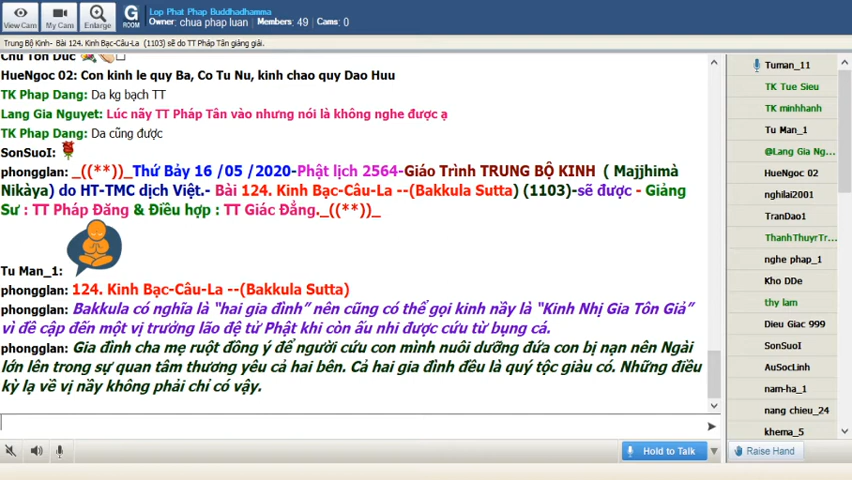 View Cam
My Cams
Enlarge
G
ROOM
Lop Phat Phap Buddhadhamma
Owner: chua phap luan Members: 49 Cams: 0
Trung Bộ Kinh- Bài 124. Kinh Bạc-Câu-La (1103) sẽ do TT Pháp Tân giảng giải.
Chu Ton Duc
HueNgoc 02: Con kinh le quy Ba, Co Tu Nu, kinh chao quy Dao Huu
TK Phap Dang: Da kg bạch TT
Lang Gia Nguyet: Lúc nãy TT Pháp Tân vào nhưng nói là không nghe được ạ
TK Phap Dang: Da cũng được
SonSuoI:
phongglan: _((**))_Thứ Bảy 16 /05 /2020-Phật lịch 2564-Giáo Trình TRUNG BỘ KINH ( Majjhimà
Nikàya) do HT-TMC dịch Việt.- Bài 124. Kinh Bạc-Câu-La --(Bakkula Sutta) (1103)-sẽ được - Giảng
Sư : TT Pháp Đăng & Điều hợp : TT Giác Đẳng._((**))_
Tu Man_1:
phongglan: 124. Kinh Bạc-Câu-La --(Bakkula Sutta)
phongglan: Bakkula có nghĩa là “hai gia đình” nên cũng có thể gọi kinh nầy là “Kinh Nhị Gia Tôn Giả”
vì đề cập đến một vị trưởng lão đệ tử Phật khi còn ấu nhi được cứu từ bụng cá.
phongglan: Gia đình cha mẹ ruột đồng ý để người cứu con mình nuôi dưỡng đứa con bị nạn nên Ngài
lớn lên trong sự quan tâm thương yêu cả hai bên. Cả hai gia đình đều là quý tộc giàu có. Những điều
kỳ lạ về vị nầy không phải chỉ có vậy.
Hold to Talk
Tuman_11
TK Tue Sieu
TK minhhanh
Tu Man_1
@Lang Gia Ng...
HueNgoc 02
nghilai2001
TranDao1
ThanhThuyrTr...
nghe phap_1
Kho DDe
thy lam
Dieu Giac 999
SonSuoI
AuSocLinh
nam-ha_1
nang chieu_24
khema_5
Raise Hand